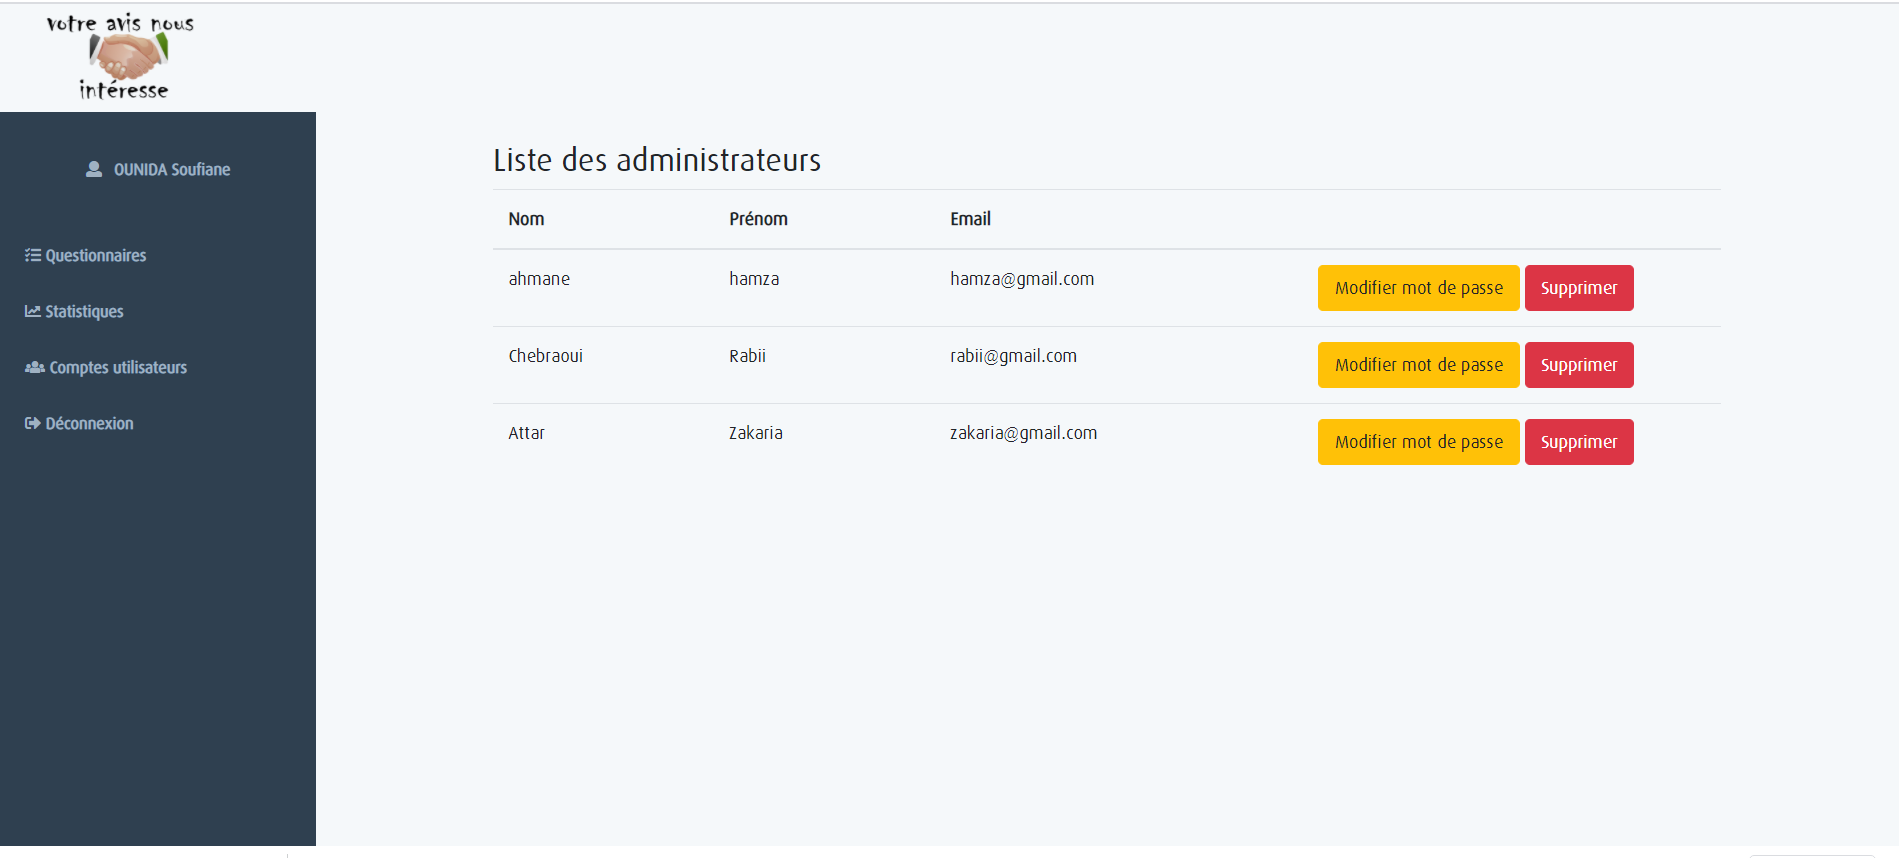 votre avis nous
intéresse
OUNIDA Soufiane
Questionnaires
Statistiques
Comptes utilisateurs
Déconnexion
Liste des administrateurs
Nom Prénom Email
ahmane hamza hamza@gmail.com Modifier mot de passe Supprimer
Chebraoui Rabii rabii@gmail.com Modifier mot de passe Supprimer
Attar Zakaria zakaria@gmail.com Modifier mot de passe Supprimer